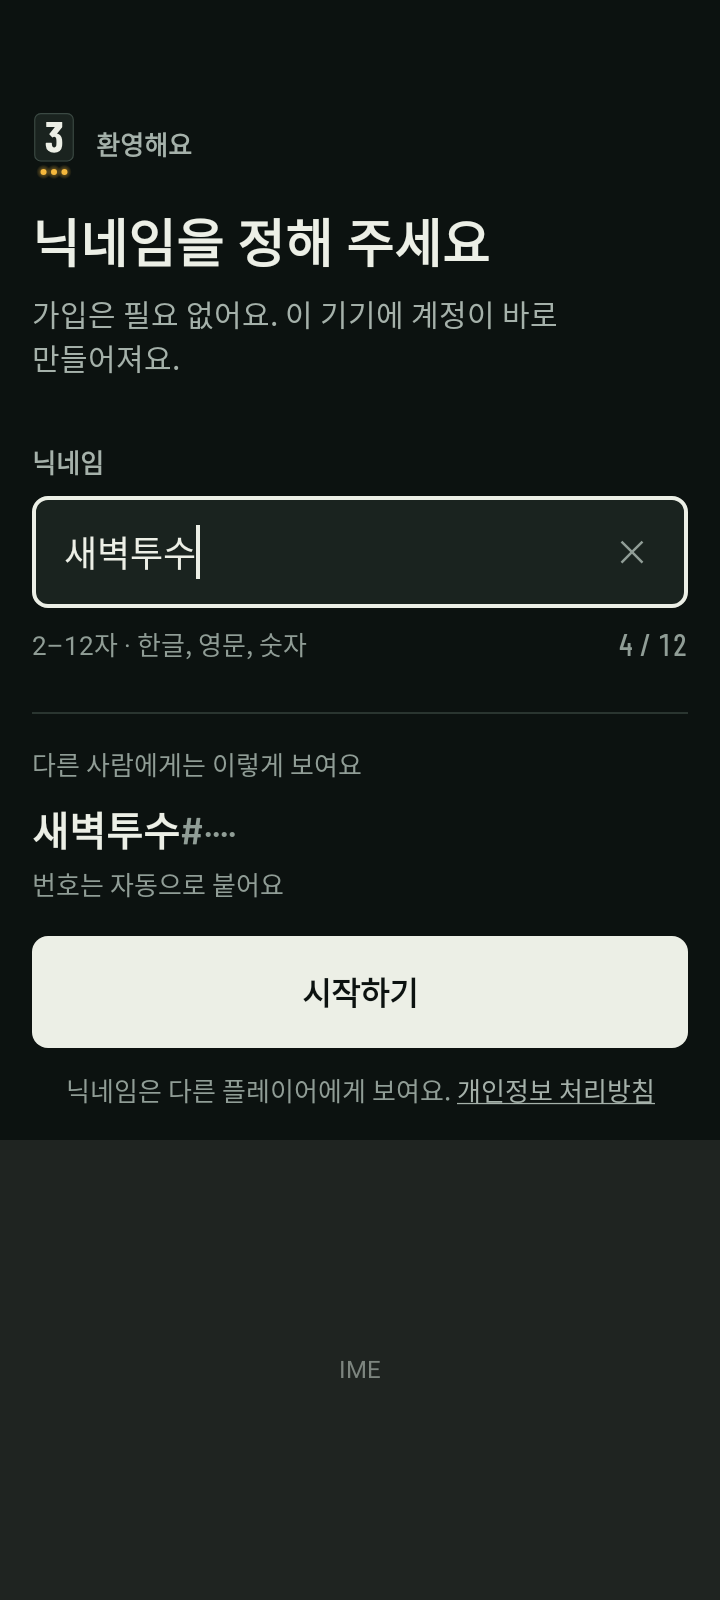 3 환영해요
닉네임을 정해 주세요
가입은 필요 없어요. 이 기기에 계정이 바로
만들어져요.
닉네임
새벽투수
2–12자 · 한글, 영문, 숫자 4 / 12
다른 사람에게는 이렇게 보여요
새벽투수#····
번호는 자동으로 붙어요
시작하기
닉네임은 다른 플레이어에게 보여요. 개인정보 처리방침
IME